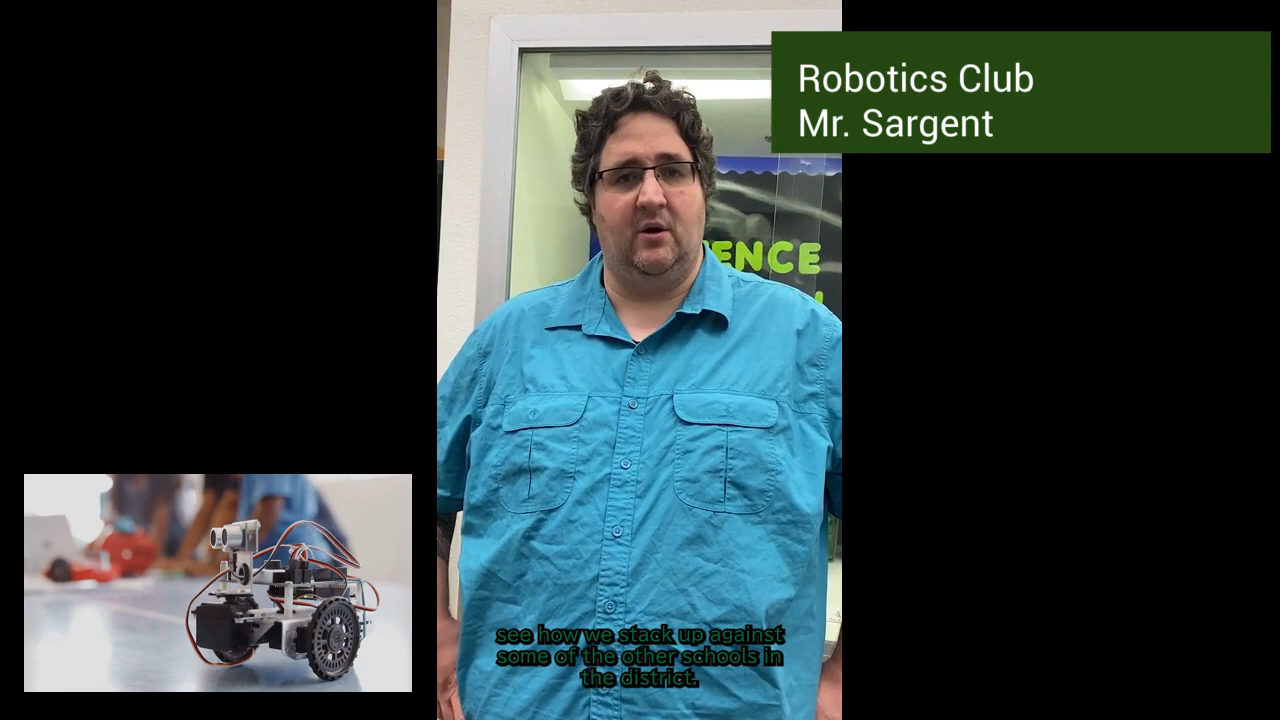 Robotics Club
Mr. Sargent
ENCE
see how we stack up against
some of the other schools in
the district.